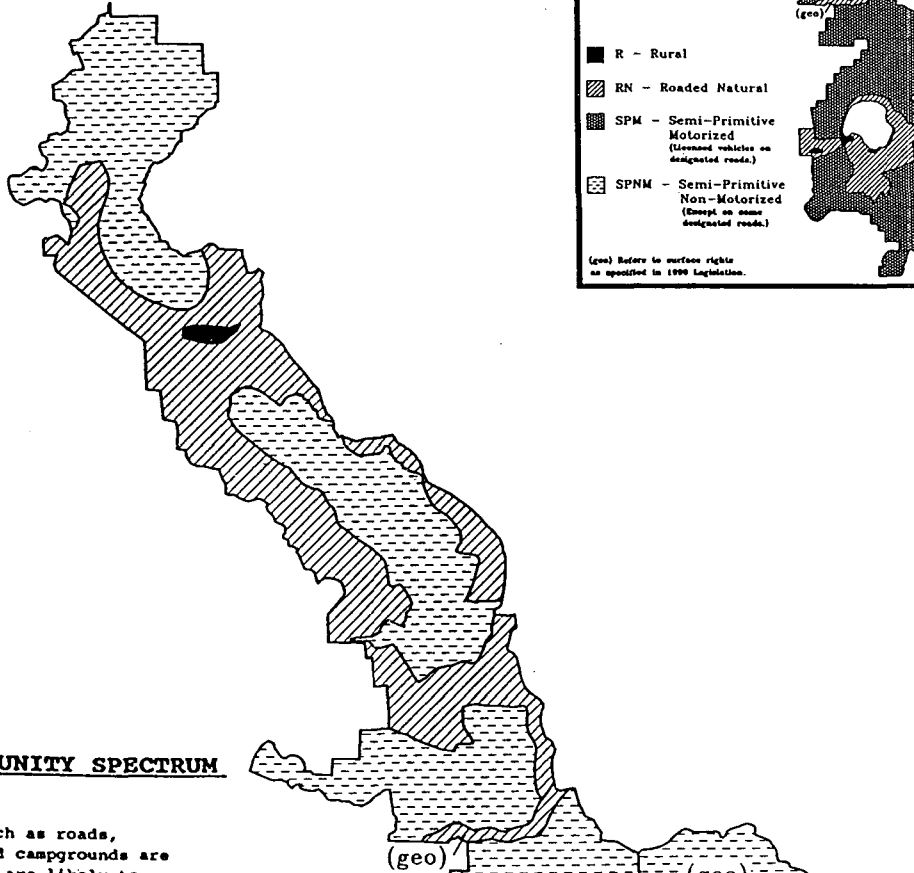 (geo)
R - Rural
RN - Roaded Natural
SPM - Semi-Primitive
Motorized
(Licensed vehicles on
designated roads.)
SPNM - Semi-Primitive
Non-Motorized
(Except on some
designated roads.)
(geo) Refers to surface rights
as specified in 1990 Legislation.
UNITY SPECTRUM
ch as roads,
campgrounds are
are likely to
(geo)
(geo)